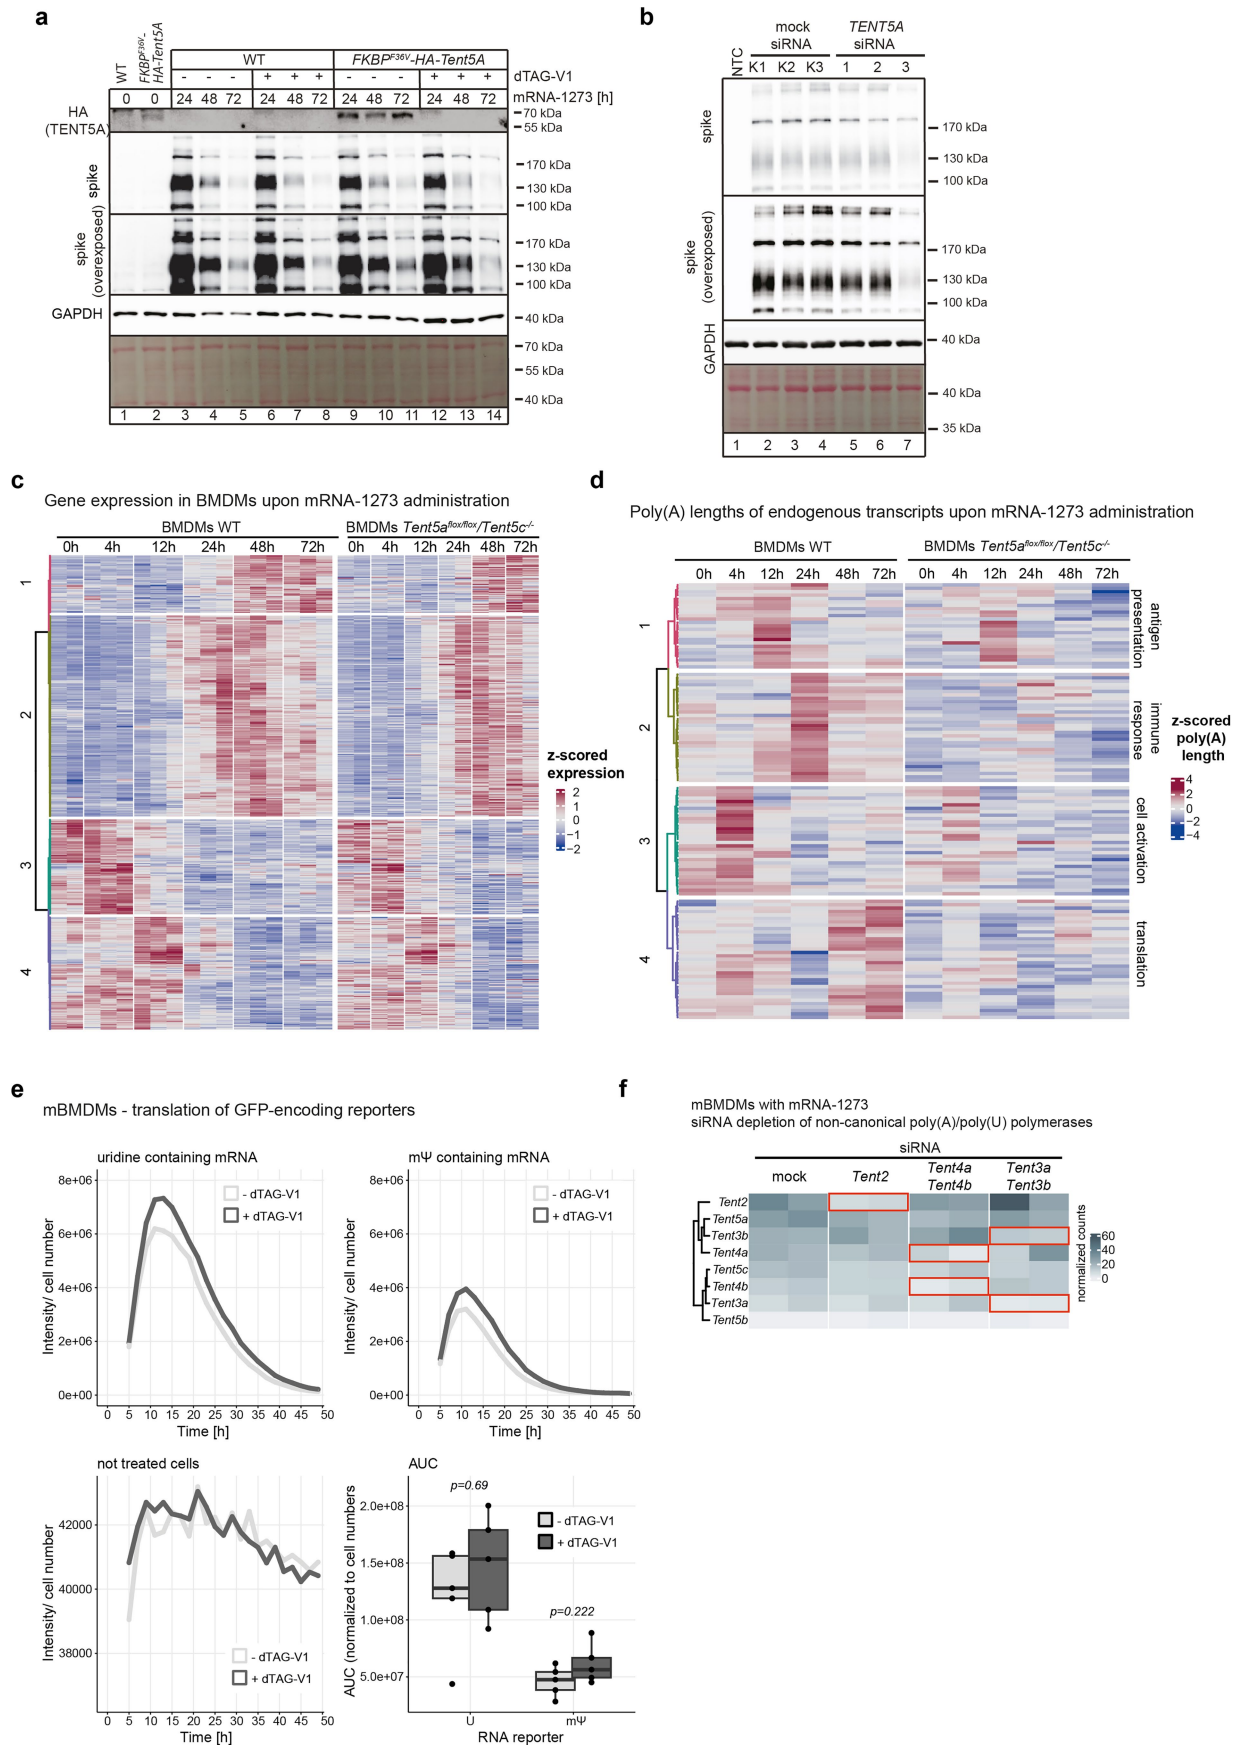 a
WT
FKBP^F36V-
HA-Tent5A
WT
FKBP^F36V-HA-Tent5A
- - - + + + - - - + + + dTAG-V1
0 0 24 48 72 24 48 72 24 48 72 24 48 72 mRNA-1273 [h]
HA
(TENT5A)
70 kDa
55 kDa
spike
170 kDa
130 kDa
100 kDa
spike
(overexposed)
170 kDa
130 kDa
100 kDa
GAPDH
40 kDa
70 kDa
55 kDa
40 kDa
1 2 3 4 5 6 7 8 9 10 11 12 13 14
b
NTC
mock
siRNA
TENT5A
siRNA
K1 K2 K3 1 2 3
spike
170 kDa
130 kDa
100 kDa
spike
(overexposed)
170 kDa
130 kDa
100 kDa
GAPDH
40 kDa
40 kDa
35 kDa
1 2 3 4 5 6 7
c
Gene expression in BMDMs upon mRNA-1273 administration
BMDMs WT
BMDMs Tent5a^flox/flox/Tent5c^-/-
0h 4h 12h 24h 48h 72h 0h 4h 12h 24h 48h 72h
1
2
3
4
z-scored
expression
2
1
0
−1
−2
d
Poly(A) lengths of endogenous transcripts upon mRNA-1273 administration
BMDMs WT
BMDMs Tent5a^flox/flox/Tent5c^-/-
0h 4h 12h 24h 48h 72h 0h 4h 12h 24h 48h 72h
1
2
3
4
antigen
presentation
immune
response
cell activation
translation
z-scored
poly(A)
length
4
2
0
−2
−4
e
mBMDMs - translation of GFP-encoding reporters
uridine containing mRNA
Intensity/ cell number
8e+06
6e+06
4e+06
2e+06
0e+00
- dTAG-V1
+ dTAG-V1
0 5 10 15 20 25 30 35 40 45 50
Time [h]
mΨ containing mRNA
Intensity/ cell number
8e+06
6e+06
4e+06
2e+06
0e+00
- dTAG-V1
+ dTAG-V1
0 5 10 15 20 25 30 35 40 45 50
Time [h]
not treated cells
Intensity/ cell number
42000
40000
38000
- dTAG-V1
+ dTAG-V1
0 5 10 15 20 25 30 35 40 45 50
Time [h]
AUC
AUC (normalized to cell numbers)
2.0e+08
1.5e+08
1.0e+08
5.0e+07
p=0.69
p=0.222
- dTAG-V1
+ dTAG-V1
U mΨ
RNA reporter
f
mBMDMs with mRNA-1273
siRNA depletion of non-canonical poly(A)/poly(U) polymerases
siRNA
mock
Tent2
Tent4a
Tent4b
Tent3a
Tent3b
Tent2
Tent5a
Tent3b
Tent4a
Tent5c
Tent4b
Tent3a
Tent5b
normalized counts
60
40
20
0